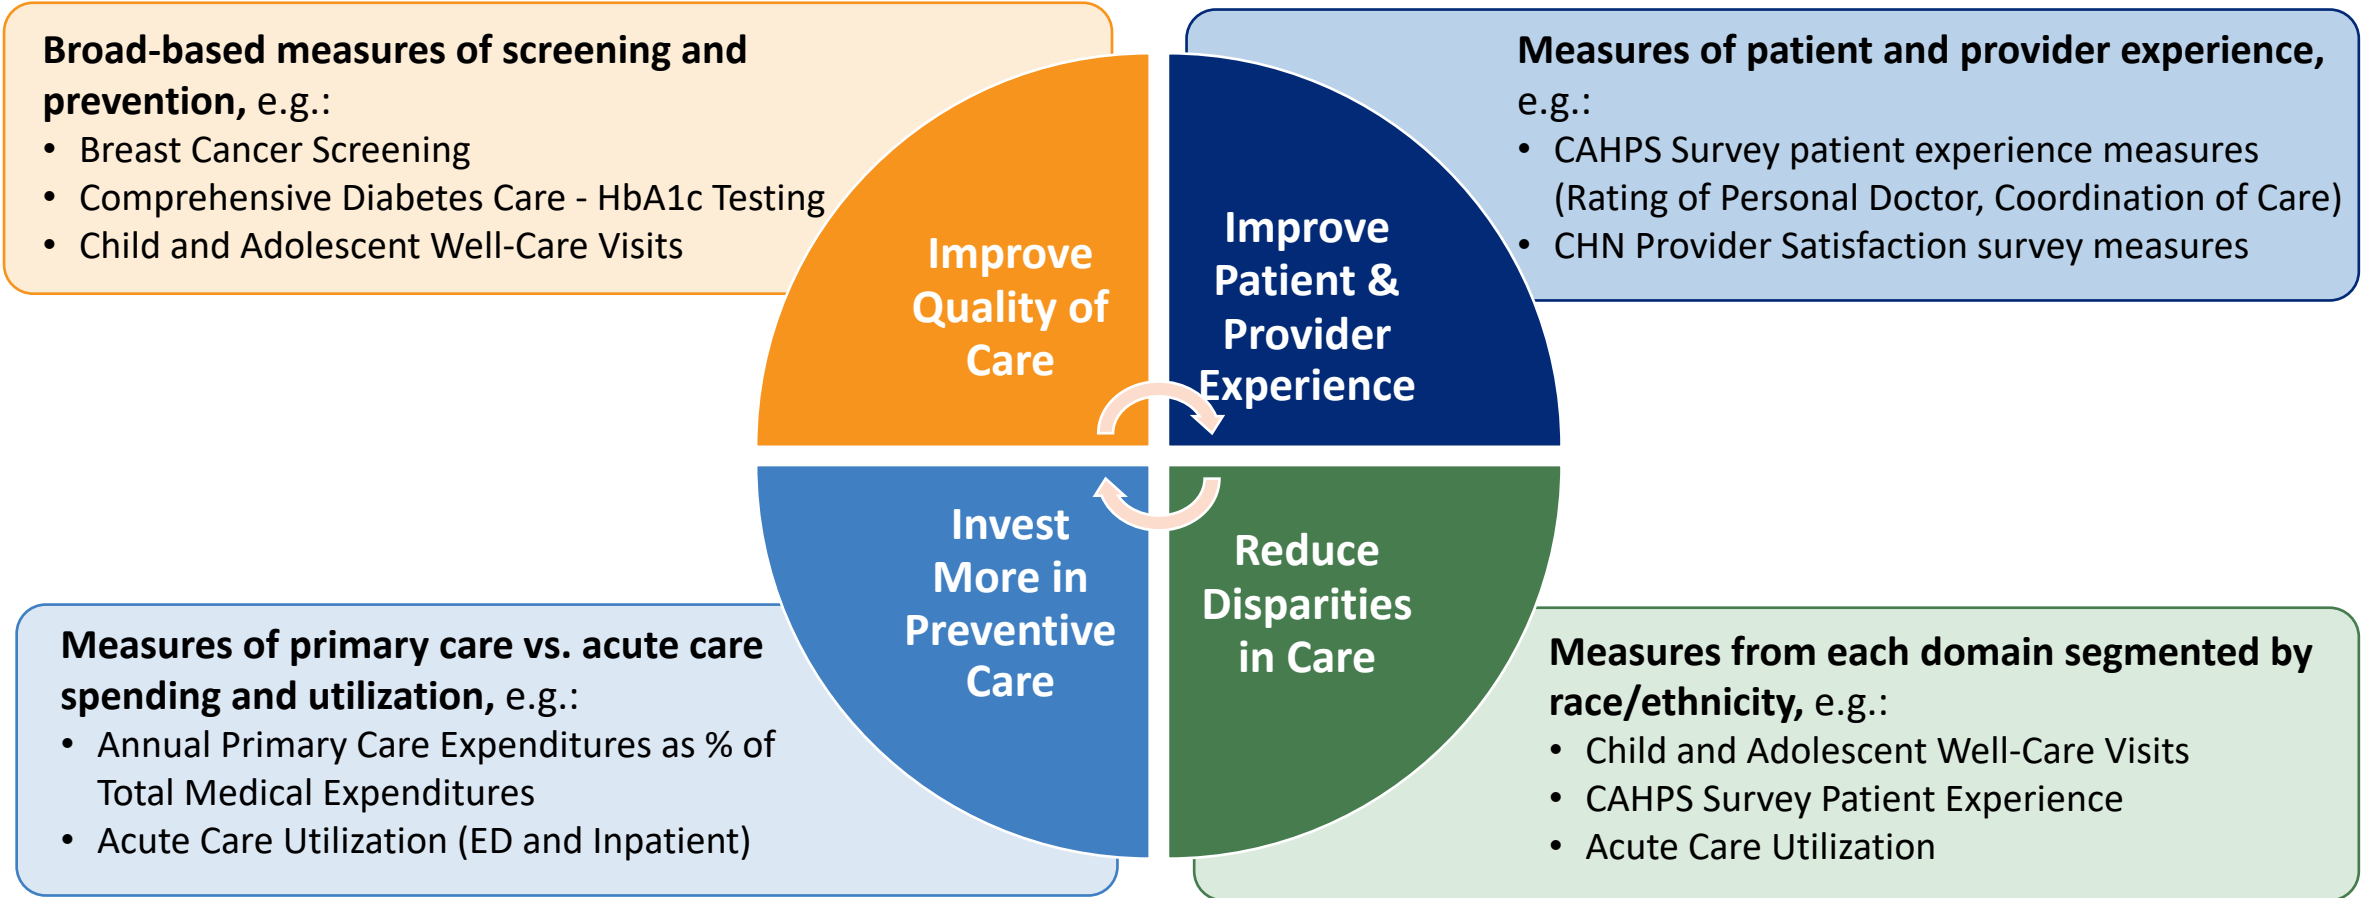 Broad-based measures of screening and
prevention, e.g.:
• Breast Cancer Screening
• Comprehensive Diabetes Care - HbA1c Testing
• Child and Adolescent Well-Care Visits
Measures of patient and provider experience,
e.g.:
• CAHPS Survey patient experience measures
(Rating of Personal Doctor, Coordination of Care)
• CHN Provider Satisfaction survey measures
Improve
Quality of
Care
Improve
Patient &
Provider
Experience
Invest
More in
Preventive
Care
Reduce
Disparities
in Care
Measures of primary care vs. acute care
spending and utilization, e.g.:
• Annual Primary Care Expenditures as % of
Total Medical Expenditures
• Acute Care Utilization (ED and Inpatient)
Measures from each domain segmented by
race/ethnicity, e.g.:
• Child and Adolescent Well-Care Visits
• CAHPS Survey Patient Experience
• Acute Care Utilization